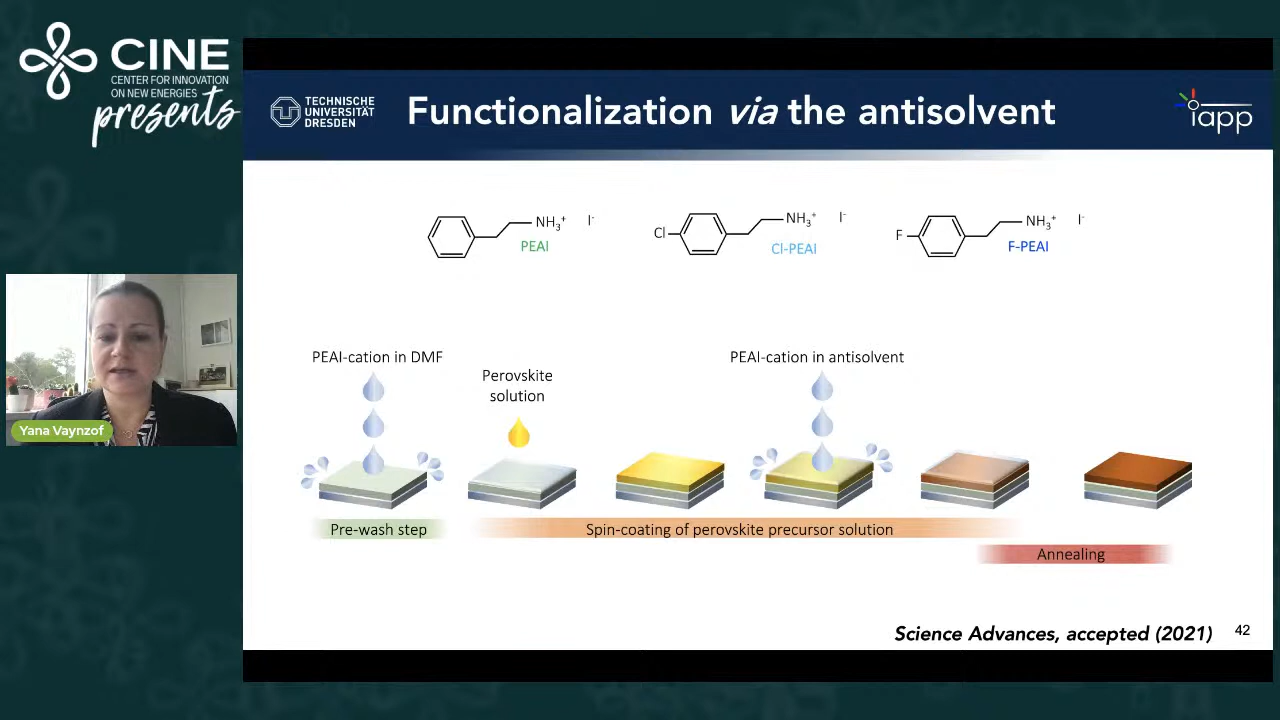 CINE
CENTER FOR INNOVATION
ON NEW ENERGIES
presents
TECHNISCHE
UNIVERSITÄT
DRESDEN
Functionalization via the antisolvent
iapp
NH₃⁺ I⁻
PEAI
Cl NH₃⁺ I⁻
Cl-PEAI
F NH₃⁺ I⁻
F-PEAI
PEAI-cation in DMF
Perovskite
solution
PEAI-cation in antisolvent
Pre-wash step
Spin-coating of perovskite precursor solution
Annealing
Science Advances, accepted (2021)
42
Yana Vaynzof